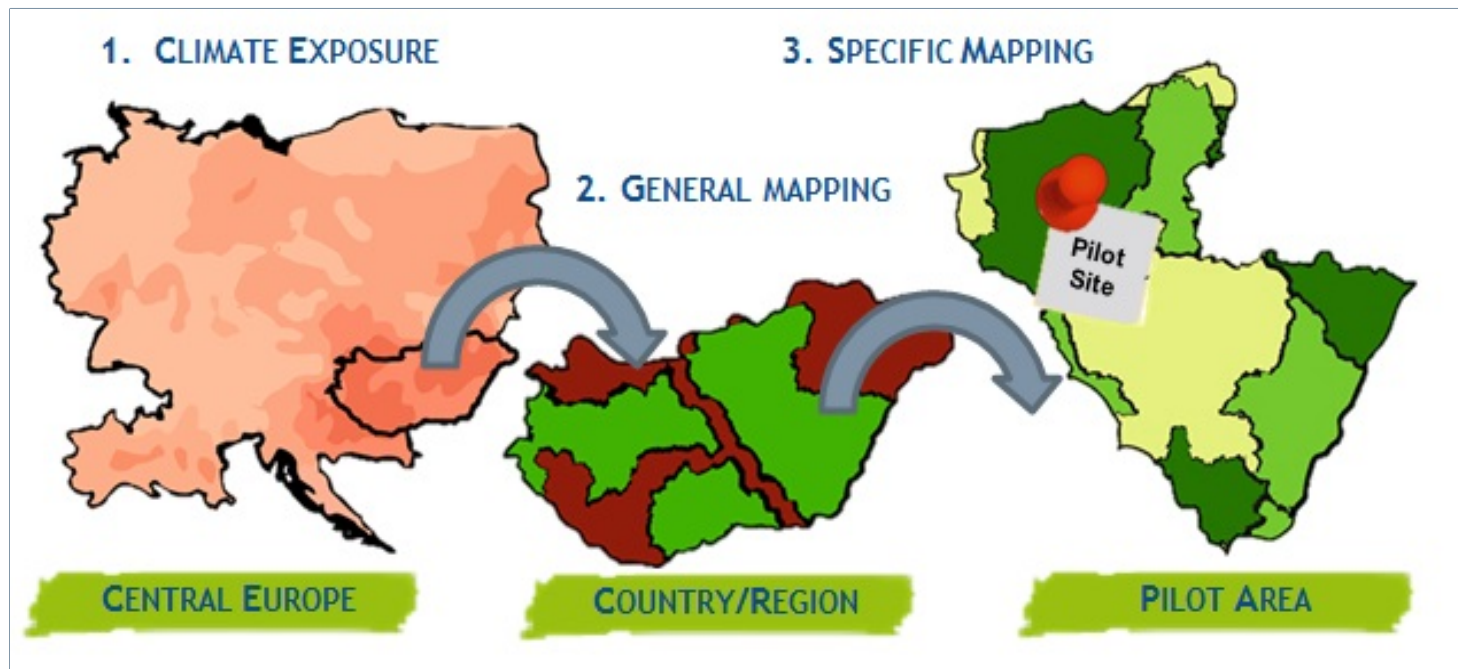 1. CLIMATE EXPOSURE
3. SPECIFIC MAPPING
2. GENERAL MAPPING
Pilot
Site
CENTRAL EUROPE
COUNTRY/REGION
PILOT AREA